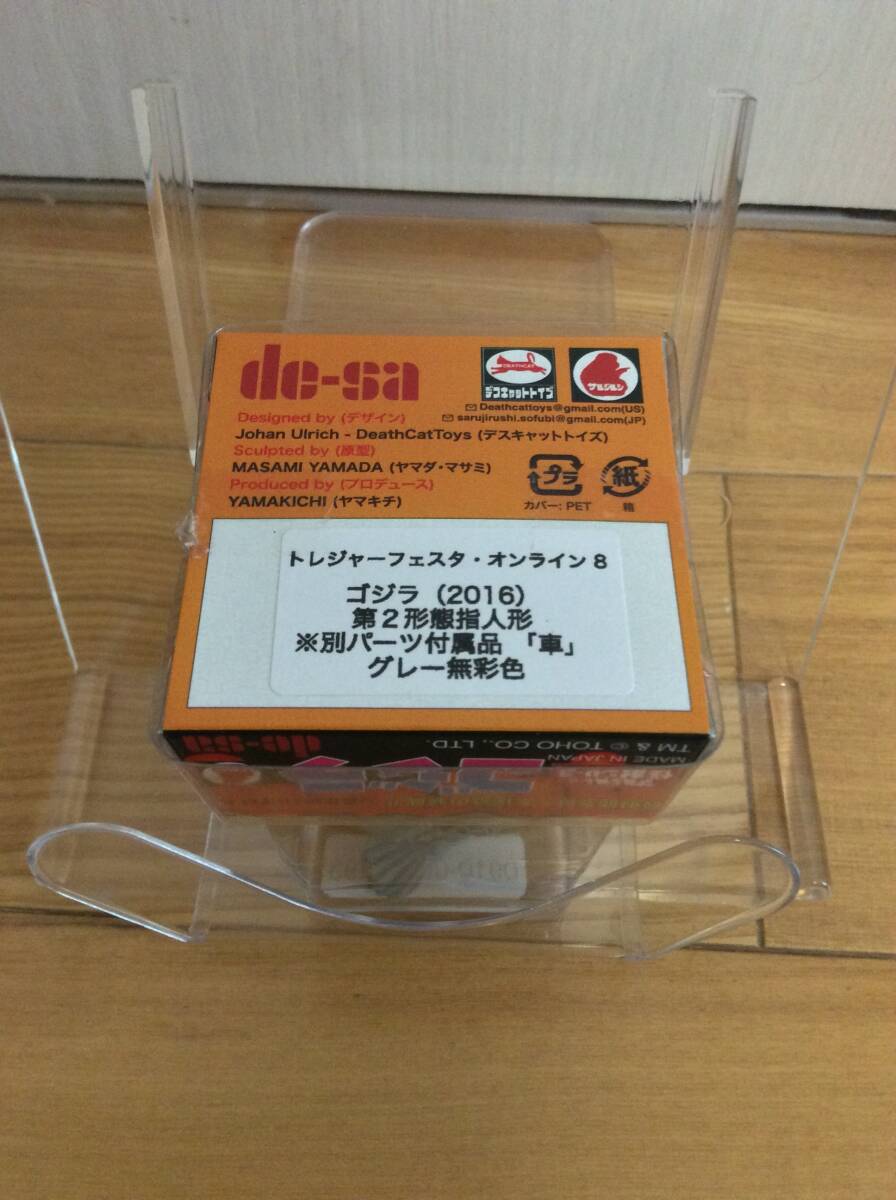 de-sa
DEATHCAT
デスキャットトイズ
サルジルシ
Deathcattoys@gmail.com(US)
sarujirushi.sofubi@gmail.com(JP)
Designed by (デザイン)
Johan Ulrich - DeathCatToys (デスキャットトイズ)
Sculpted by (原型)
MASAMI YAMADA (ヤマダ・マサミ)
Produced by (プロデュース)
YAMAKICHI (ヤマキチ)
プラ
紙
カバー: PET
箱
トレジャーフェスタ・オンライン 8
ゴジラ（2016）
第２形態指人形
※別パーツ付属品 「車」
グレー無彩色
de-sa
TM & © TOHO CO., LTD.
MADE IN JAPAN